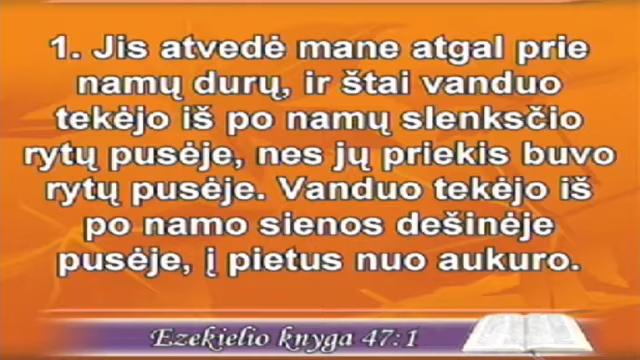 1. Jis atvedė mane atgal prie
namų durų, ir štai vanduo
tekėjo iš po namų slenksčio
rytų pusėje, nes jų priekis buvo
rytų pusėje. Vanduo tekėjo iš
po namo sienos dešinėje
pusėje, į pietus nuo aukuro.
Ezekielio knyga 47:1